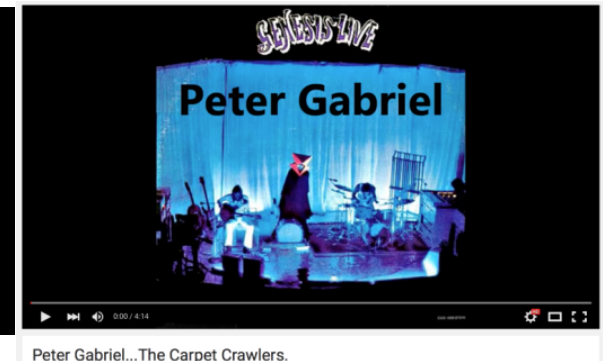 GENESIS LIVE
Peter Gabriel
0:00 / 4:14
Peter Gabriel...The Carpet Crawlers.